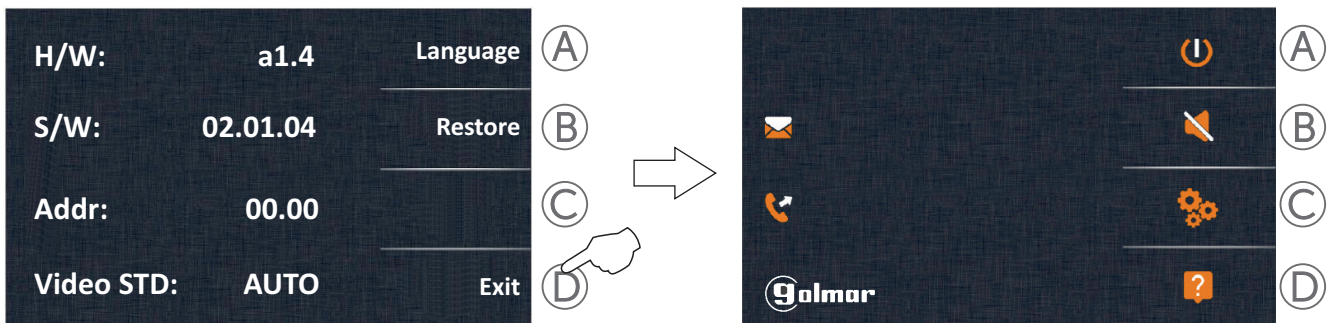 H/W: a1.4 Language A
S/W: 02.01.04 Restore B
Addr: 00.00 C
Video STD: AUTO Exit D
A
B
C
golmar ? D